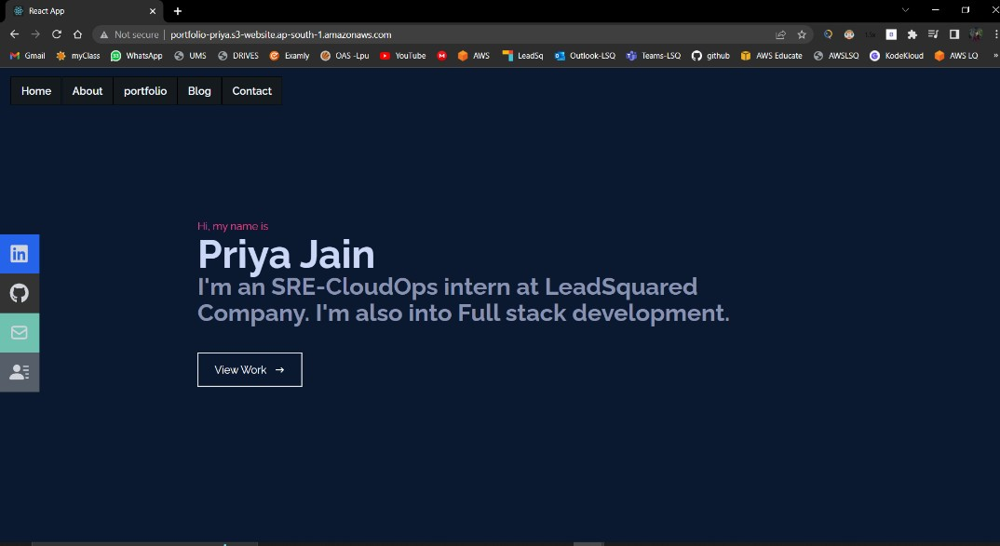 React App
Not secure | portfolio-priya.s3-website.ap-south-1.amazonaws.com
Gmail myClass WhatsApp UMS DRIVES Examly OAS -Lpu YouTube AWS LeadSq Outlook-LSQ Teams-LSQ github AWS Educate AWSLSQ KodeKloud AWS LQ »
Home About portfolio Blog Contact
Hi, my name is
Priya Jain
I'm an SRE-CloudOps intern at LeadSquared
Company. I'm also into Full stack development.
in
View Work →